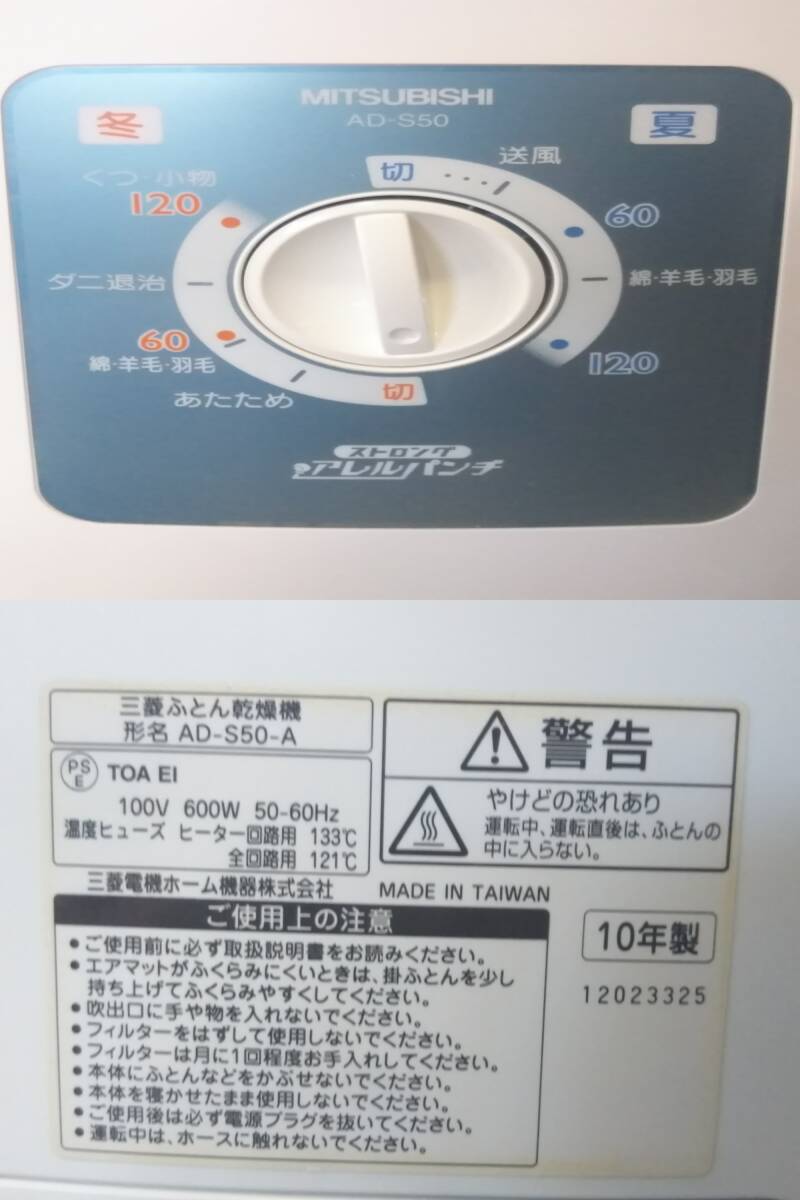 MITSUBISHI
AD-S50
冬
夏
くつ・小物
120
切
送風
60
ダニ退治
綿・羊毛・羽毛
60
綿・羊毛・羽毛
120
あたため
切
ストロング
アレルパンチ
三菱ふとん乾燥機
形名 AD-S50-A
PS
E
TOA EI
100V 600W 50-60Hz
温度ヒューズ ヒーター回路用 133℃
全回路用 121℃
三菱電機ホーム機器株式会社
MADE IN TAIWAN
警告
やけどの恐れあり
運転中、運転直後は、ふとんの
中に入らない。
ご使用上の注意
●ご使用前に必ず取扱説明書をお読みください。
●エアマットがふくらみにくいときは、掛ふとんを少し
持ち上げてふくらみやすくしてください。
●吹出口に手や物を入れないでください。
●フィルターをはずして使用しないでください。
●フィルターは月に1回程度お手入れしてください。
●本体にふとんなどをかぶせないでください。
●本体を寝かせたまま使用しないでください。
●ご使用後は必ず電源プラグを抜いてください。
●運転中は、ホースに触れないでください。
10年製
12023325